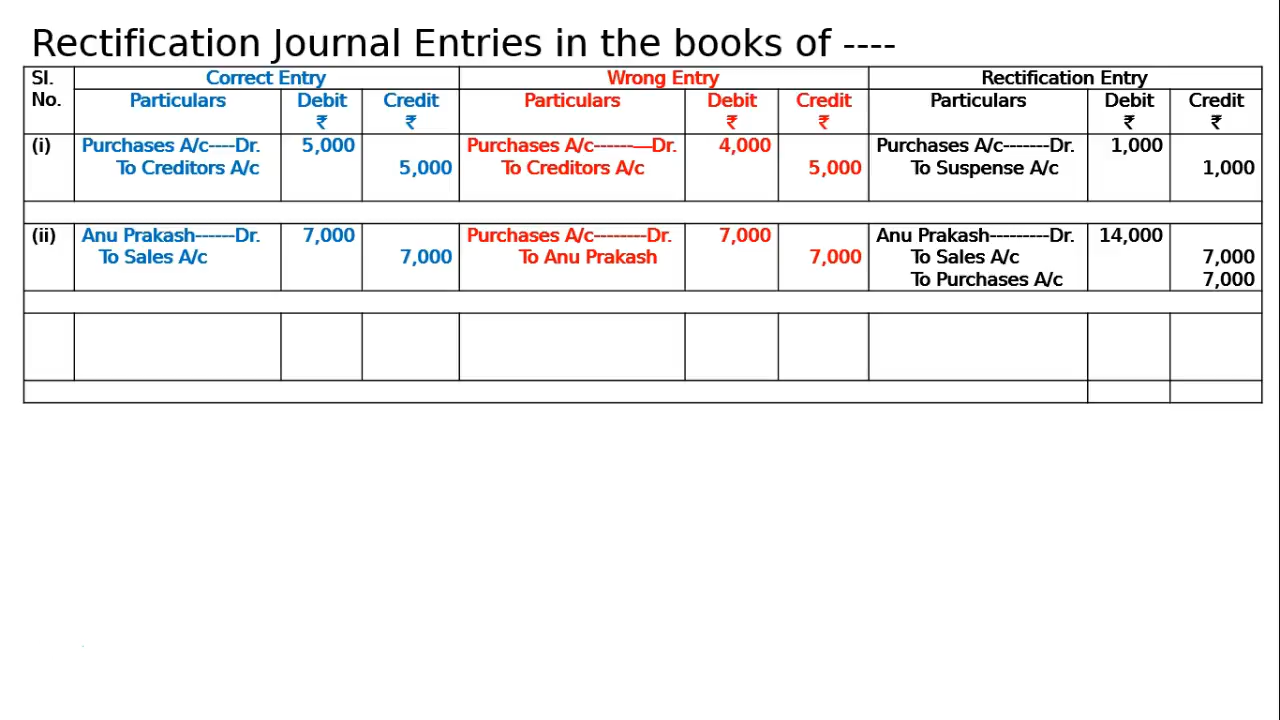 Rectification Journal Entries in the books of ----
Sl. No. Correct Entry Wrong Entry Rectification Entry
Particulars Debit ₹ Credit ₹ Particulars Debit ₹ Credit ₹ Particulars Debit ₹ Credit ₹
(i) Purchases A/c----Dr. 5,000 Purchases A/c------—Dr. 4,000 Purchases A/c-------Dr. 1,000
To Creditors A/c 5,000 To Creditors A/c 5,000 To Suspense A/c 1,000
(ii) Anu Prakash------Dr. 7,000 Purchases A/c--------Dr. 7,000 Anu Prakash---------Dr. 14,000
To Sales A/c 7,000 To Anu Prakash 7,000 To Sales A/c 7,000
To Purchases A/c 7,000